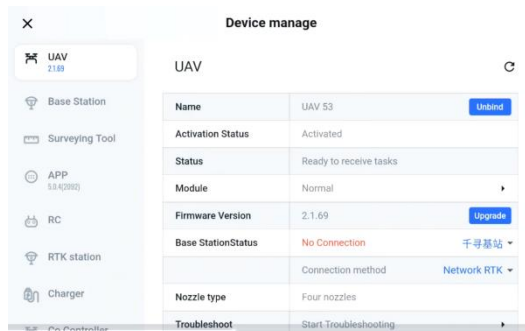 Device manage
UAV
2.1.69
Base Station
Surveying Tool
APP
5.0.4(2092)
RC
RTK station
Charger
Co Controller
UAV
Name UAV 53 Unbind
Activation Status Activated
Status Ready to receive tasks
Module Normal
Firmware Version 2.1.69 Upgrade
Base StationStatus No Connection 千寻基站
Connection method Network RTK
Nozzle type Four nozzles
Troubleshoot Start Troubleshooting